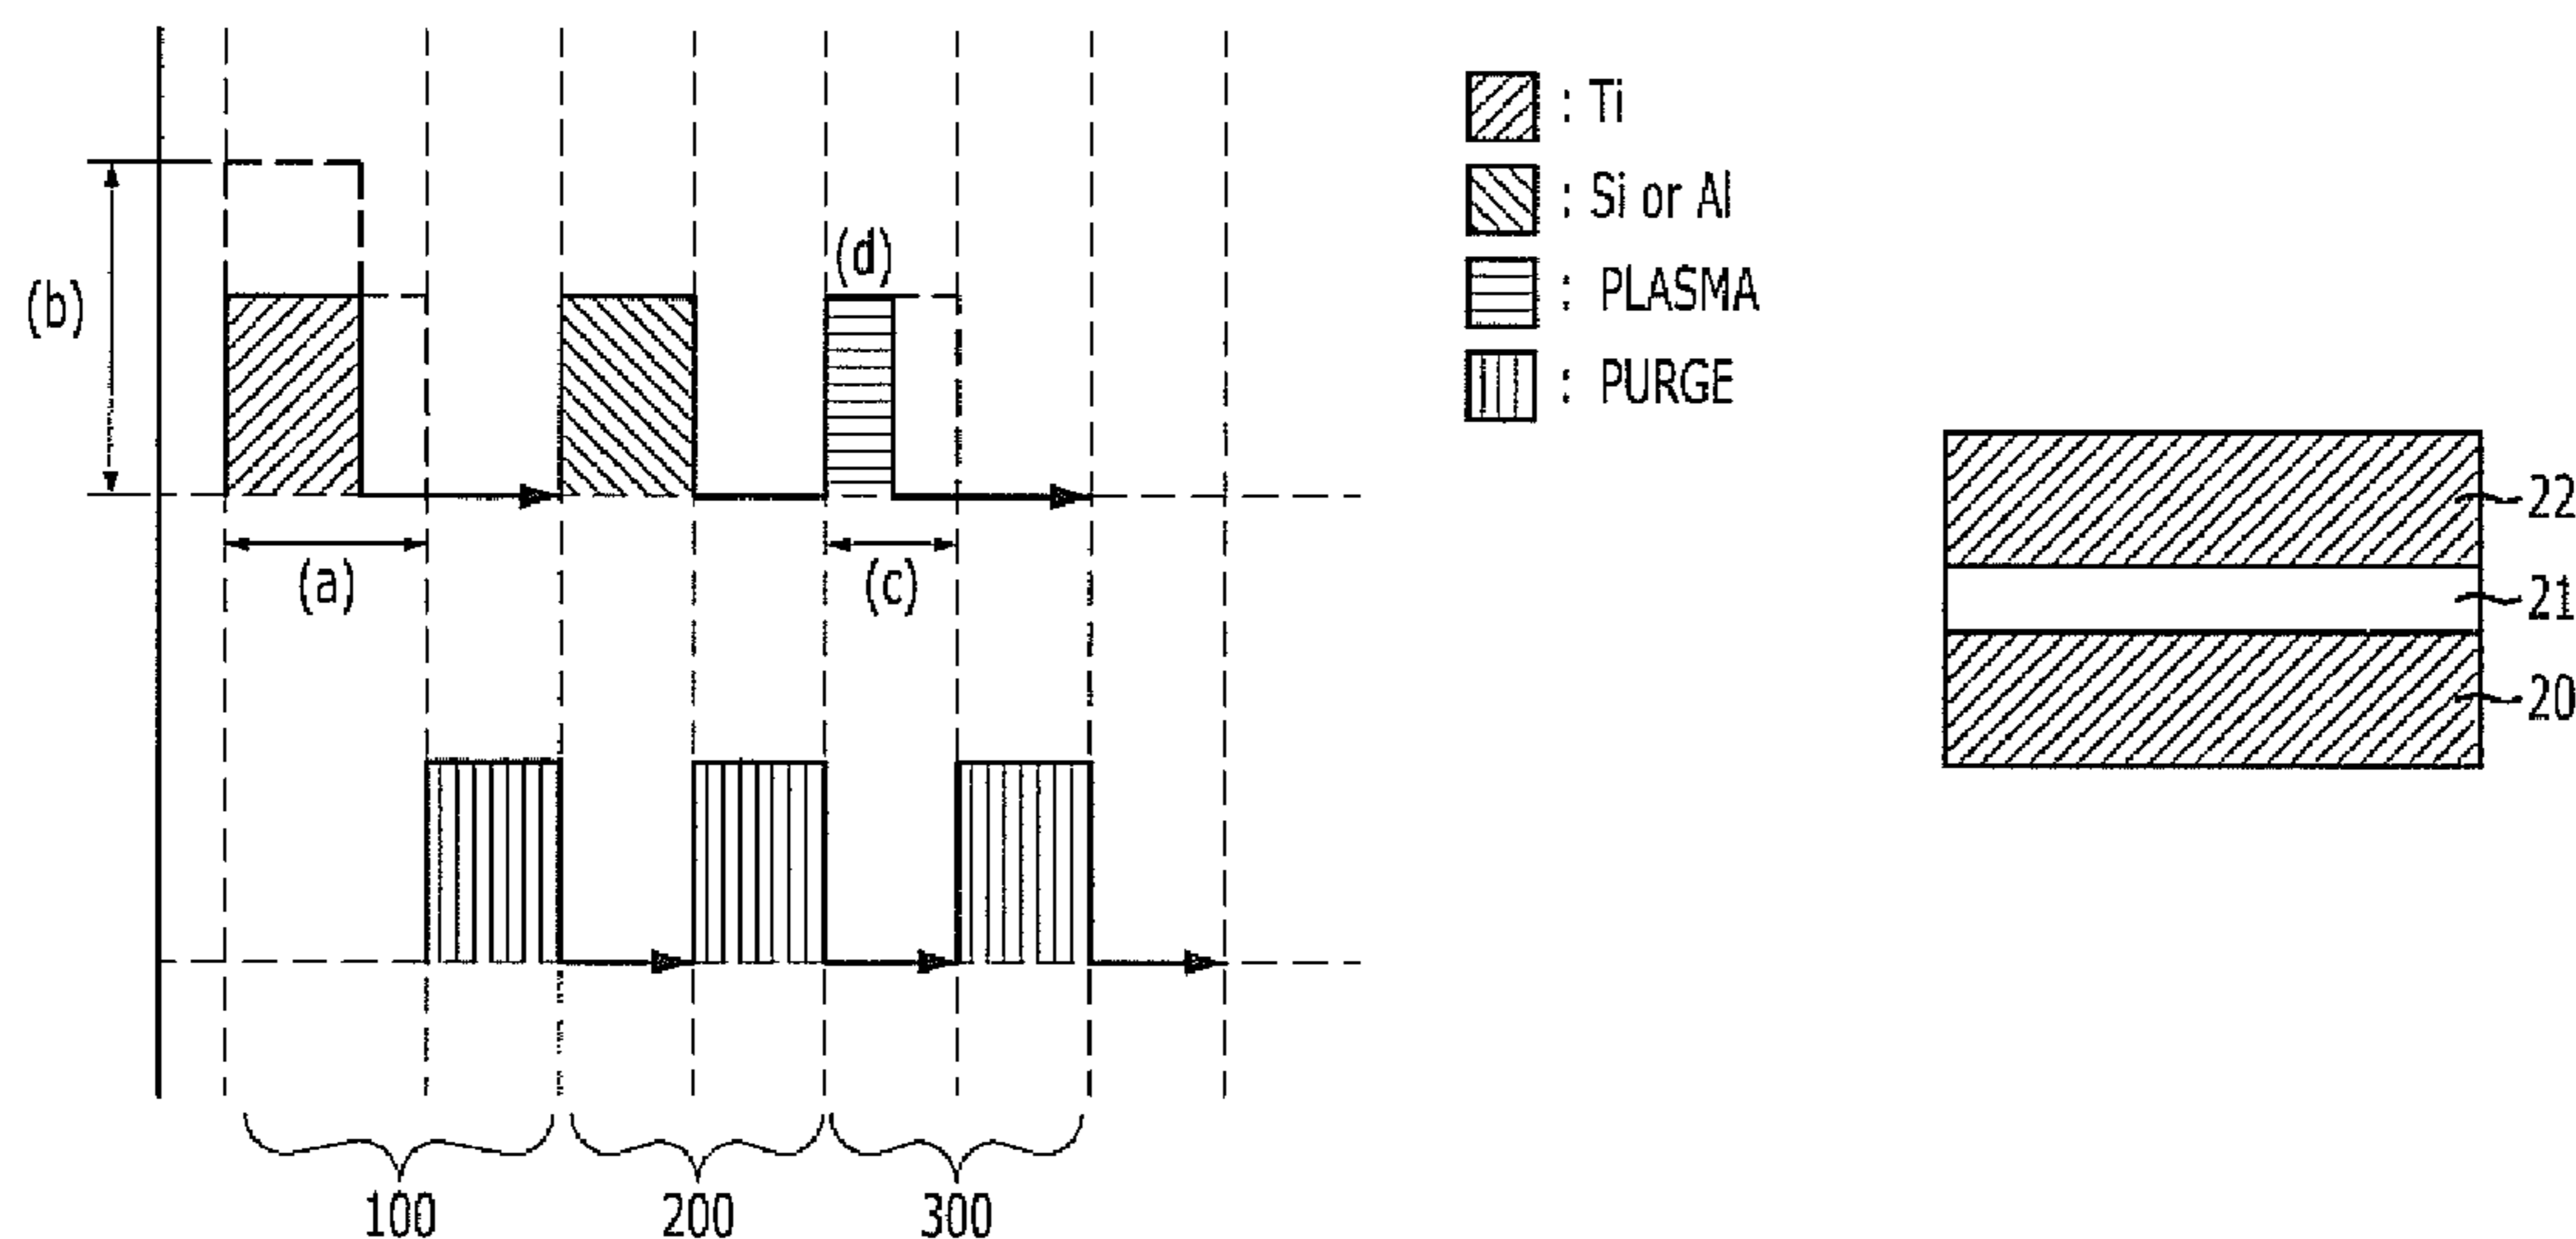 : Ti
: Si or Al
: PLASMA
: PURGE
(d)
(b)
(a)
(c)
22
21
20
100
200
300